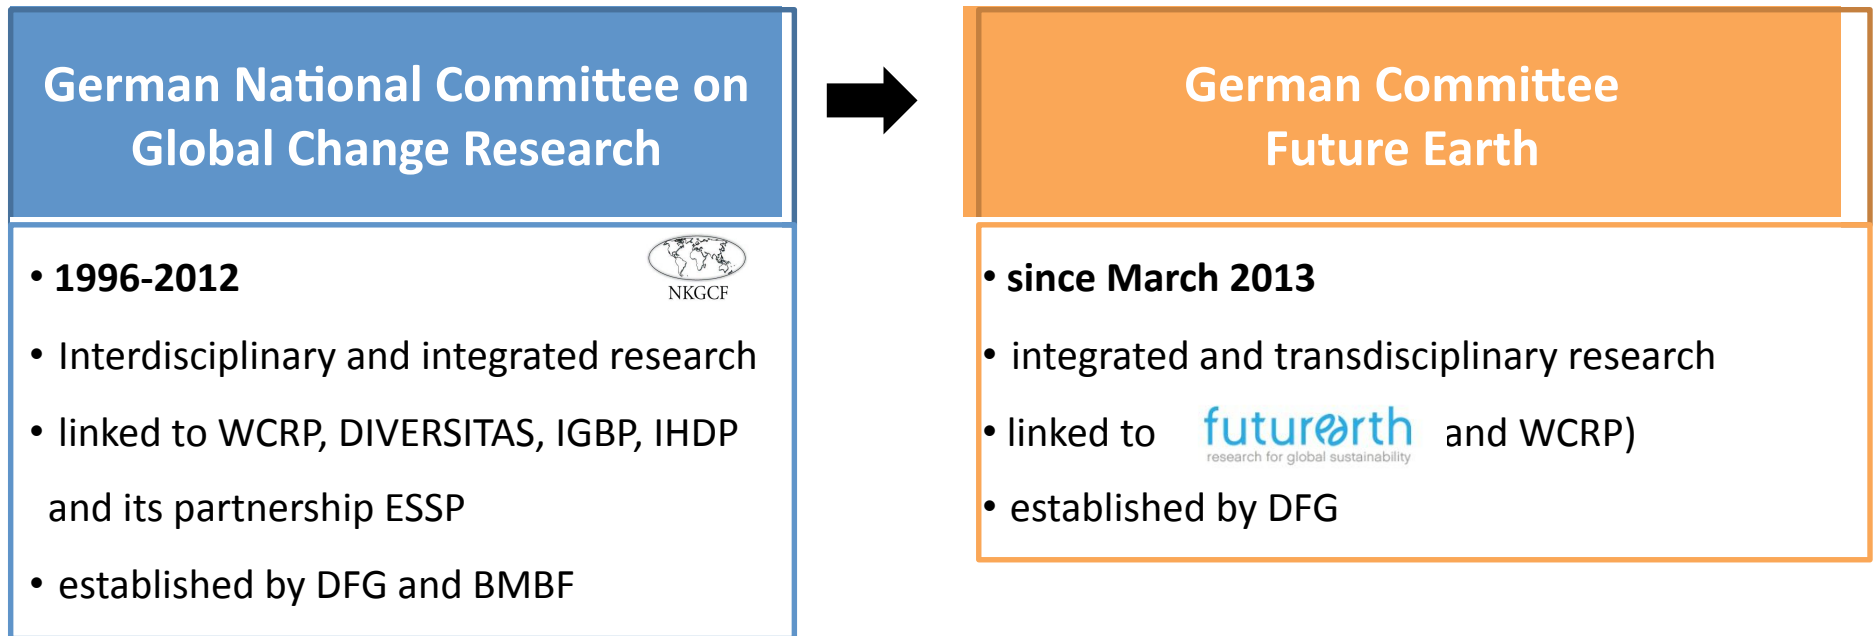 German National Committee on
Global Change Research
• 1996-2012
NKGCF
• Interdisciplinary and integrated research
• linked to WCRP, DIVERSITAS, IGBP, IHDP
and its partnership ESSP
• established by DFG and BMBF
German Committee
Future Earth
• since March 2013
• integrated and transdisciplinary research
• linked to futurearth and WCRP)
research for global sustainability
• established by DFG